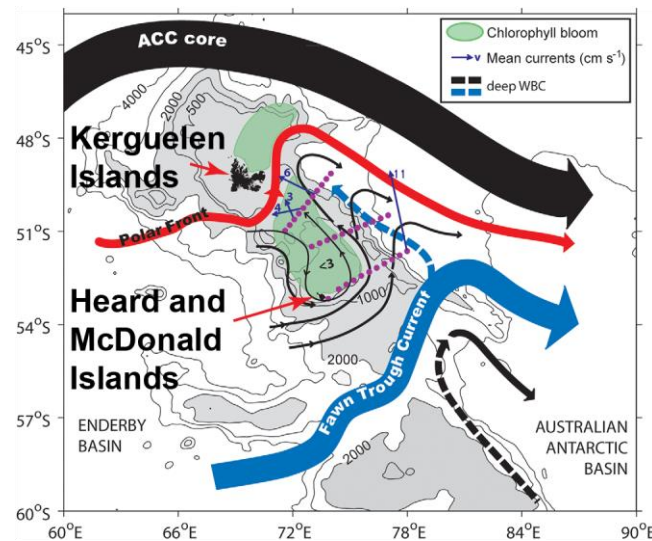 45°S
48°S
51°S
54°S
57°S
60°S
60°E
66°E
72°E
78°E
84°E
90°E
ACC core
Chlorophyll bloom
v Mean currents (cm s⁻¹)
deep WBC
4000
2000
500
Kerguelen
Islands
Polar Front
6
3
4
11
<3
Heard and
McDonald
Islands
1000
2000
Fawn Trough Current
ENDERBY
BASIN
2000
AUSTRALIAN
ANTARCTIC
BASIN